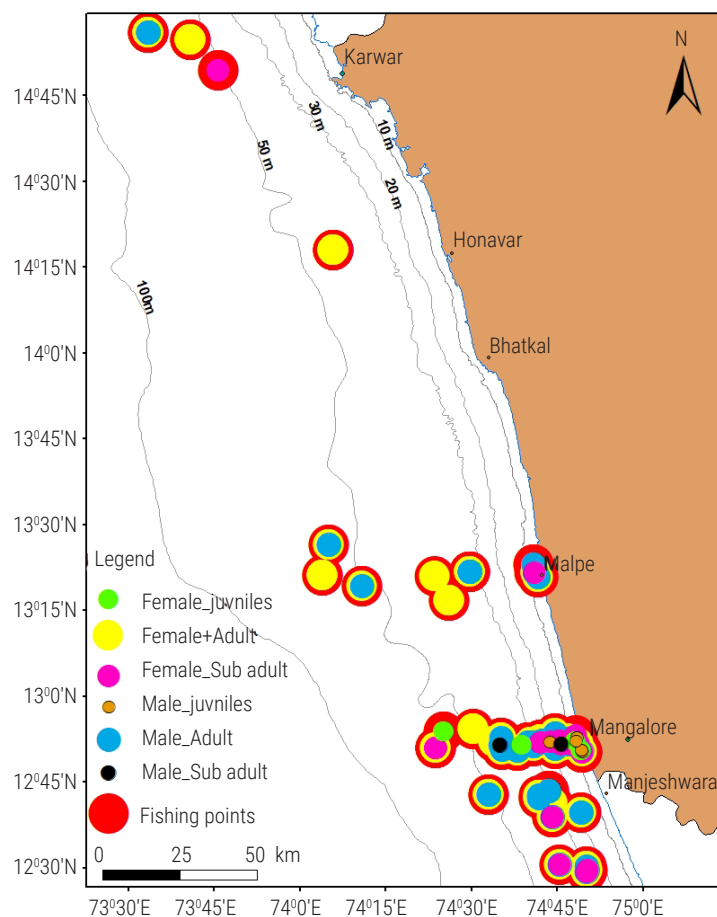 N
Karwar
14⁰45'N
30 m
10 m
50 m
14⁰30'N
20 m
Honavar
14⁰15'N
100m
14⁰0'N
Bhatkal
13⁰45'N
13⁰30'N
Legend
Malpe
Female_juvniles
13⁰15'N
Female+Adult
Female_Sub adult
13⁰0'N
Male_juvniles
Mangalore
Male_Adult
Male_Sub adult
12⁰45'N
Manjeshwara
Fishing points
0 25 50 km
12⁰30'N
73⁰30'E 73⁰45'E 74⁰0'E 74⁰15'E 74⁰30'E 74⁰45'E 75⁰0'E